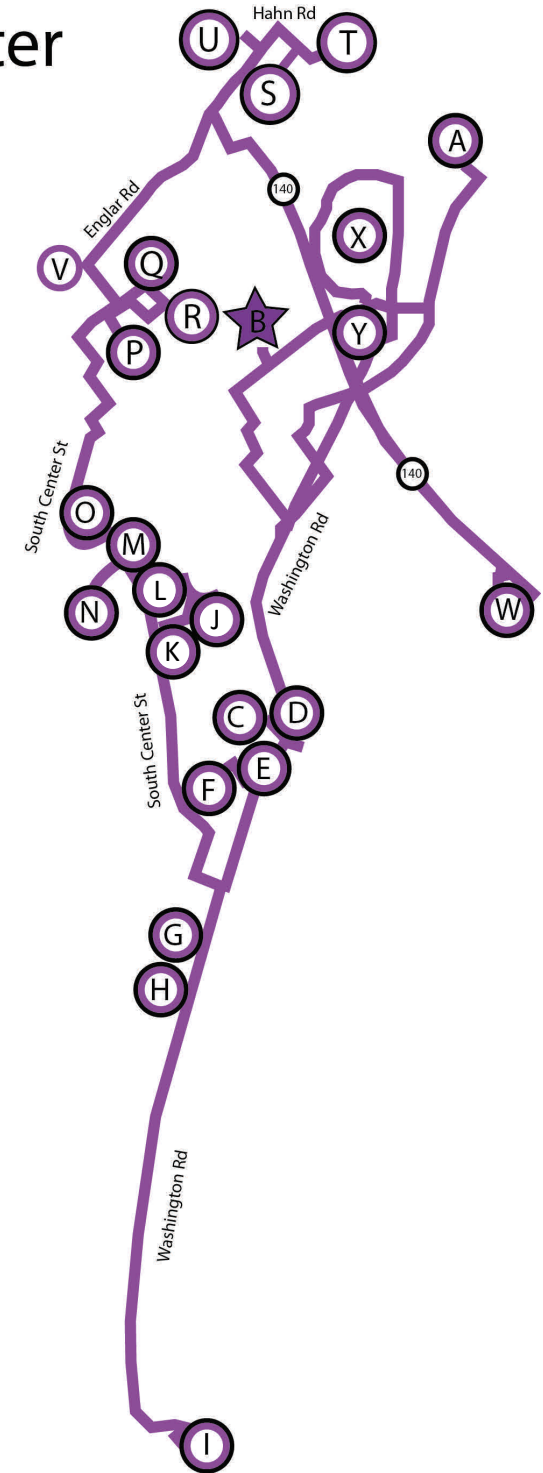 Hahn Rd
ter
U
T
S
A
140
Englar Rd
X
V
Q
R
B
Y
P
140
South Center St
O
M
Washington Rd
L
N
J
W
K
South Center St
C
D
E
F
G
H
Washington Rd
I